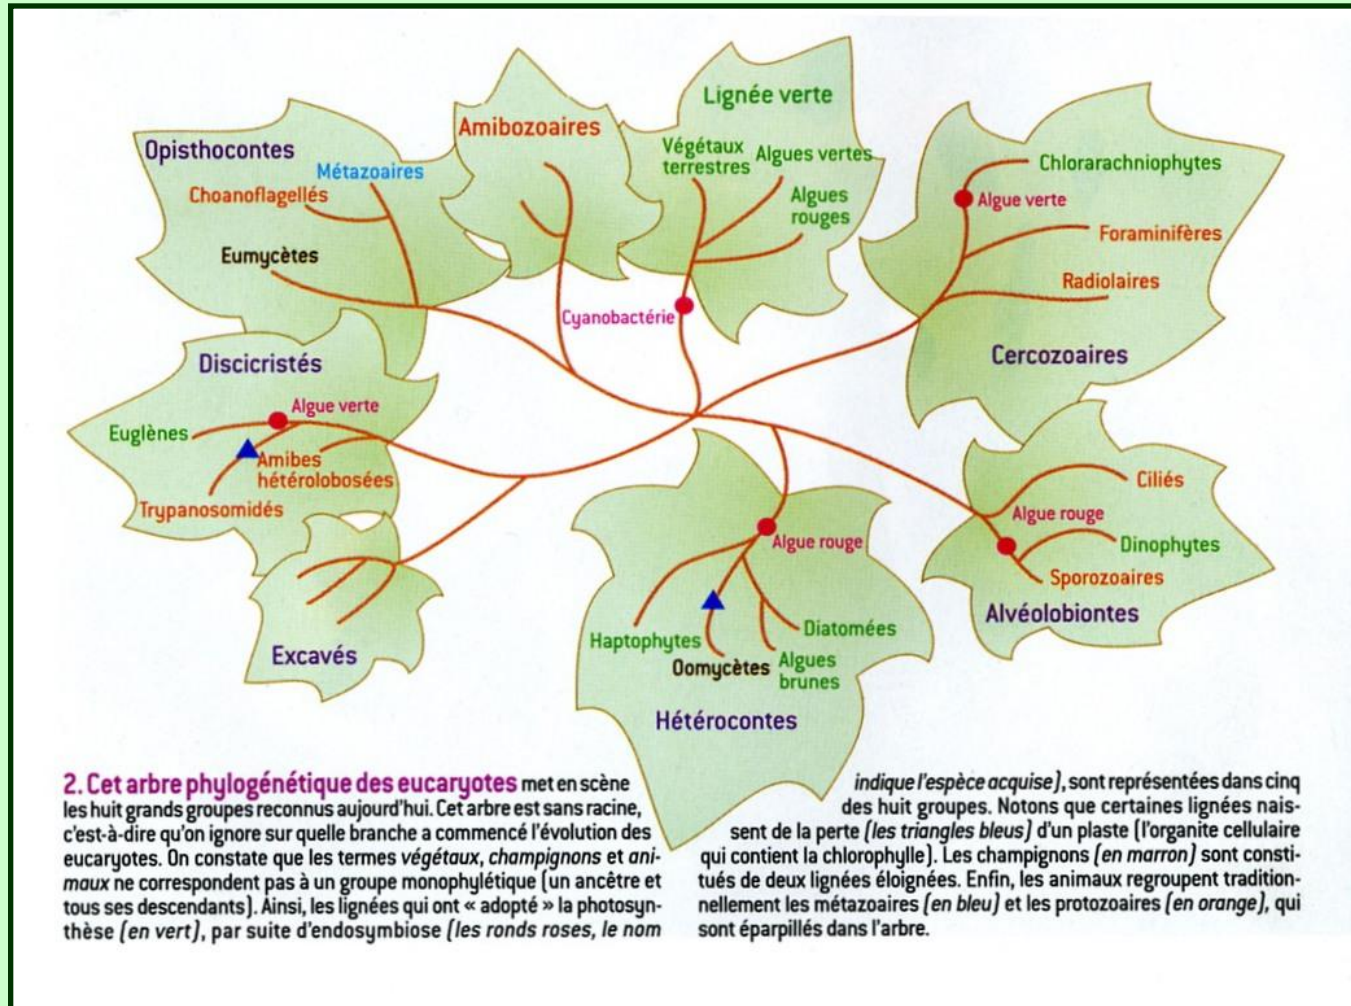 Lignée verte
Amibozoaires
Végétaux
terrestres
Algues vertes
Algues
rouges
Cyanobactérie
Opisthocontes
Métazoaires
Choanoflagellés
Eumycètes
Chlorarachniophytes
Algue verte
Foraminifères
Radiolaires
Cercozoaires
Discicristés
Algue verte
Euglènes
Amibes
hétérolobosées
Trypanosomidés
Excavés
Algue rouge
Haptophytes
Diatomées
Oomycètes
Algues
brunes
Hétérocontes
Ciliés
Algue rouge
Dinophytes
Sporozoaires
Alvéolobiontes
2. Cet arbre phylogénétique des eucaryotes met en scène
les huit grands groupes reconnus aujourd'hui. Cet arbre est sans racine,
c'est-à-dire qu'on ignore sur quelle branche a commencé l'évolution des
eucaryotes. On constate que les termes végétaux, champignons et ani-
maux ne correspondent pas à un groupe monophylétique (un ancêtre et
tous ses descendants). Ainsi, les lignées qui ont « adopté » la photosyn-
thèse (en vert), par suite d'endosymbiose (les ronds roses, le nom
indique l'espèce acquise), sont représentées dans cinq
des huit groupes. Notons que certaines lignées nais-
sent de la perte (les triangles bleus) d'un plaste (l'organite cellulaire
qui contient la chlorophylle). Les champignons (en marron) sont consti-
tués de deux lignées éloignées. Enfin, les animaux regroupent tradition-
nellement les métazoaires (en bleu) et les protozoaires (en orange), qui
sont éparpillés dans l'arbre.